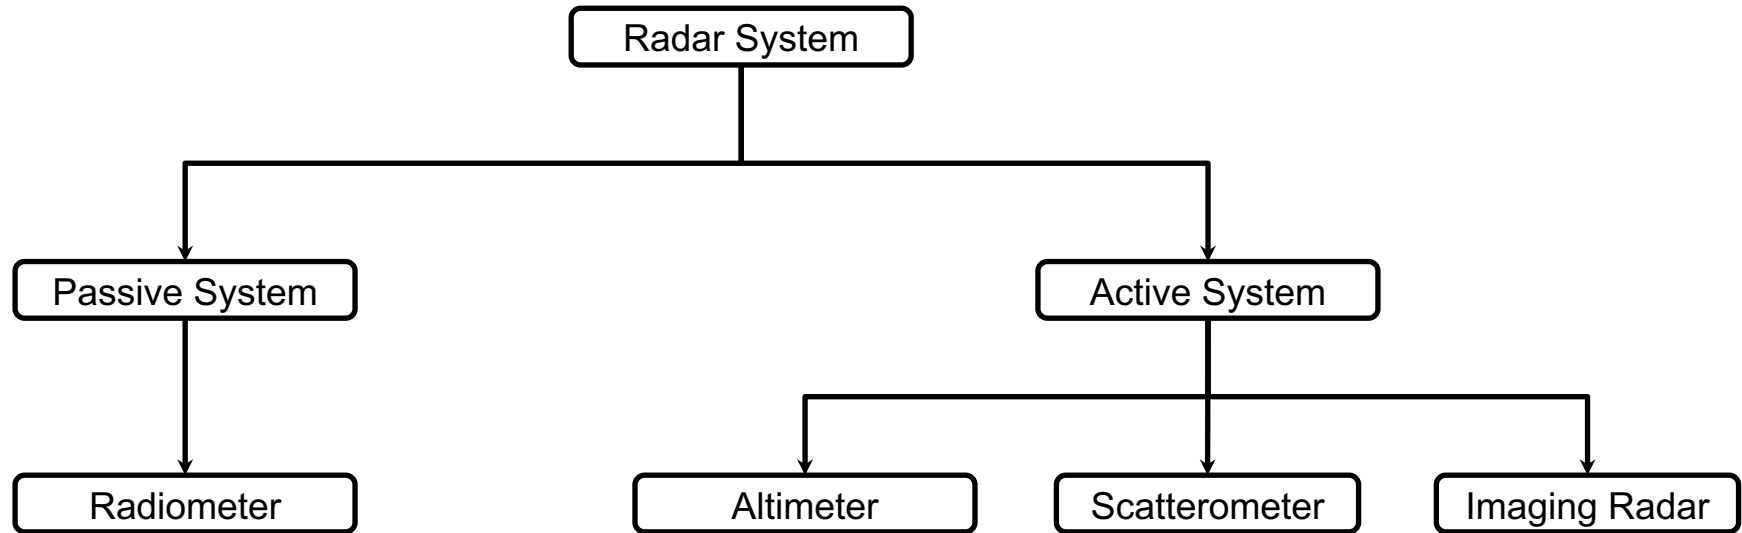 Radar System
Passive System
Active System
Radiometer
Altimeter
Scatterometer
Imaging Radar